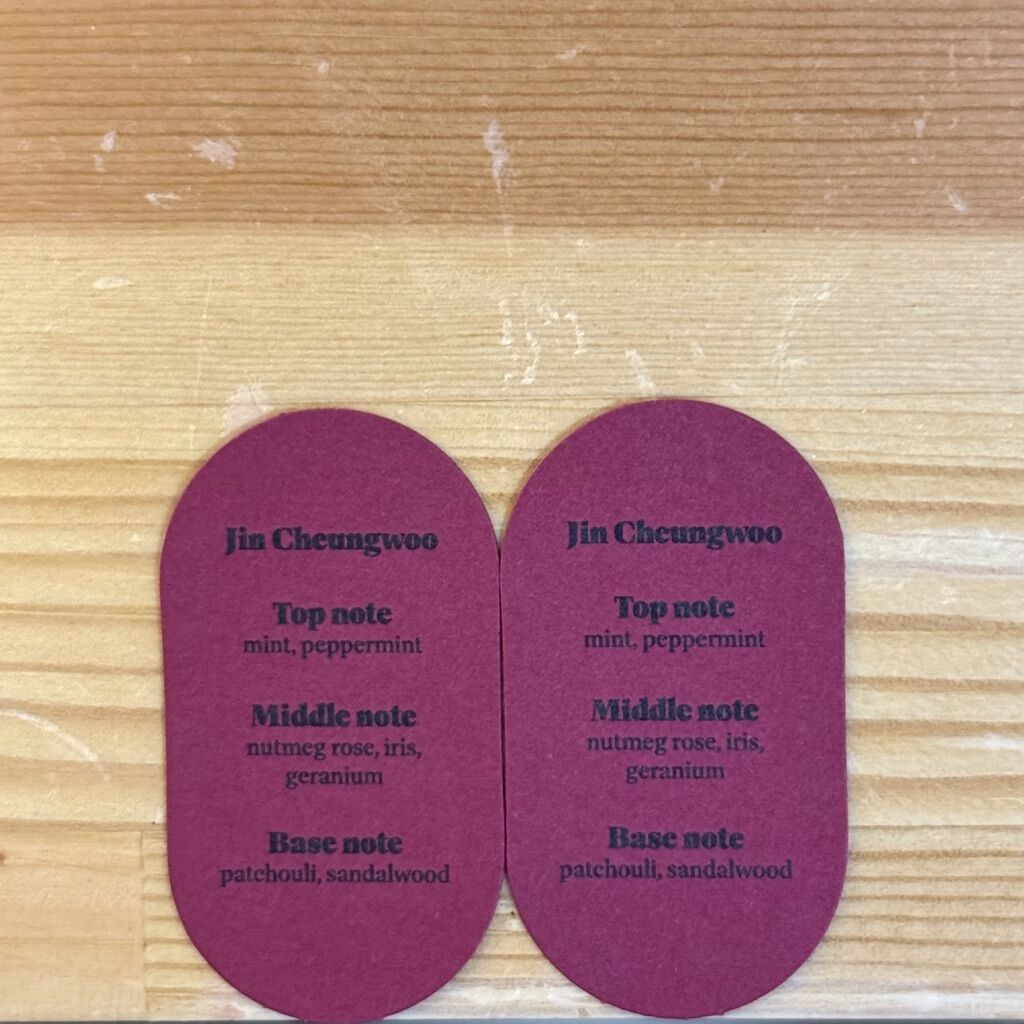 Jin Cheungwoo
Top note
mint, peppermint
Middle note
nutmeg rose, iris,
geranium
Base note
patchouli, sandalwood
Jin Cheungwoo
Top note
mint, peppermint
Middle note
nutmeg rose, iris,
geranium
Base note
patchouli, sandalwood